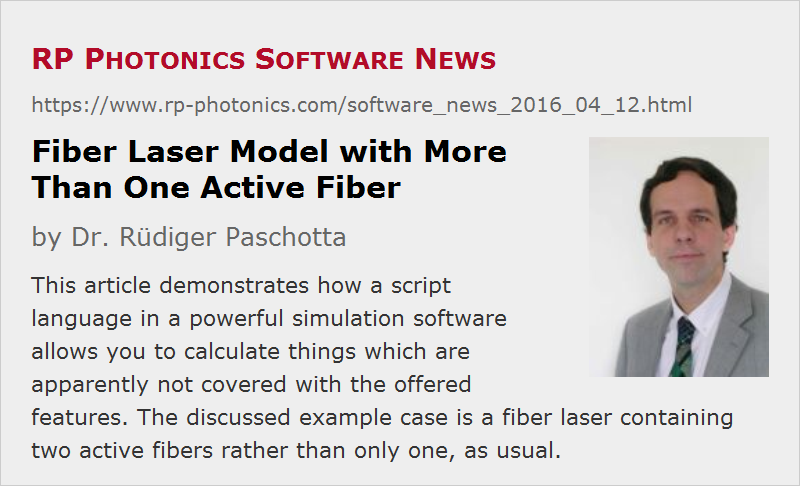 RP Photonics Software News
https://www.rp-photonics.com/software_news_2016_04_12.html
Fiber Laser Model with More
Than One Active Fiber
by Dr. Rüdiger Paschotta
This article demonstrates how a script
language in a powerful simulation software
allows you to calculate things which are
apparently not covered with the offered
features. The discussed example case is a fiber laser containing
two active fibers rather than only one, as usual.